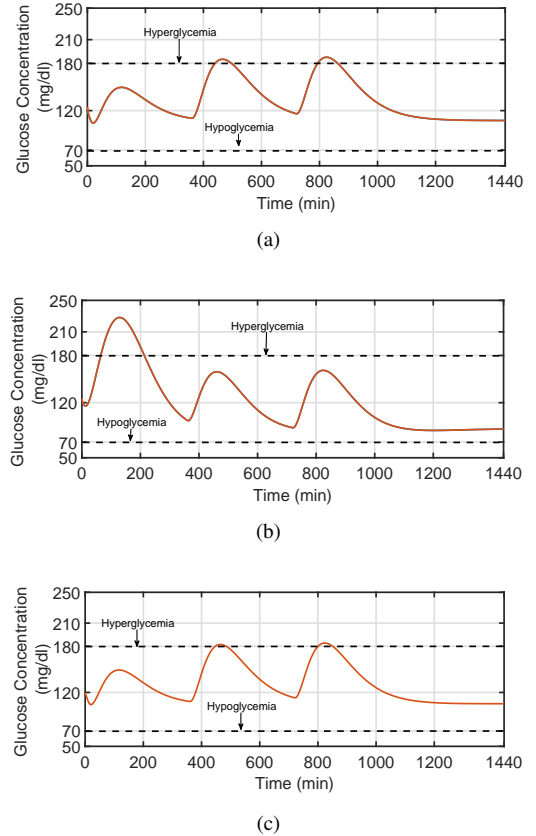 250
210
180
120
70
50
Glucose Concentration
(mg/dl)
Hyperglycemia
Hypoglycemia
0 200 400 600 800 1000 1200 1440
Time (min)
(a)
250
210
180
120
70
50
Glucose Concentration
(mg/dl)
Hyperglycemia
Hypoglycemia
0 200 400 600 800 1000 1200 1440
Time (min)
(b)
250
210
180
120
70
50
Glucose Concentration
(mg/dl)
Hyperglycemia
Hypoglycemia
0 200 400 600 800 1000 1200 1440
Time (min)
(c)